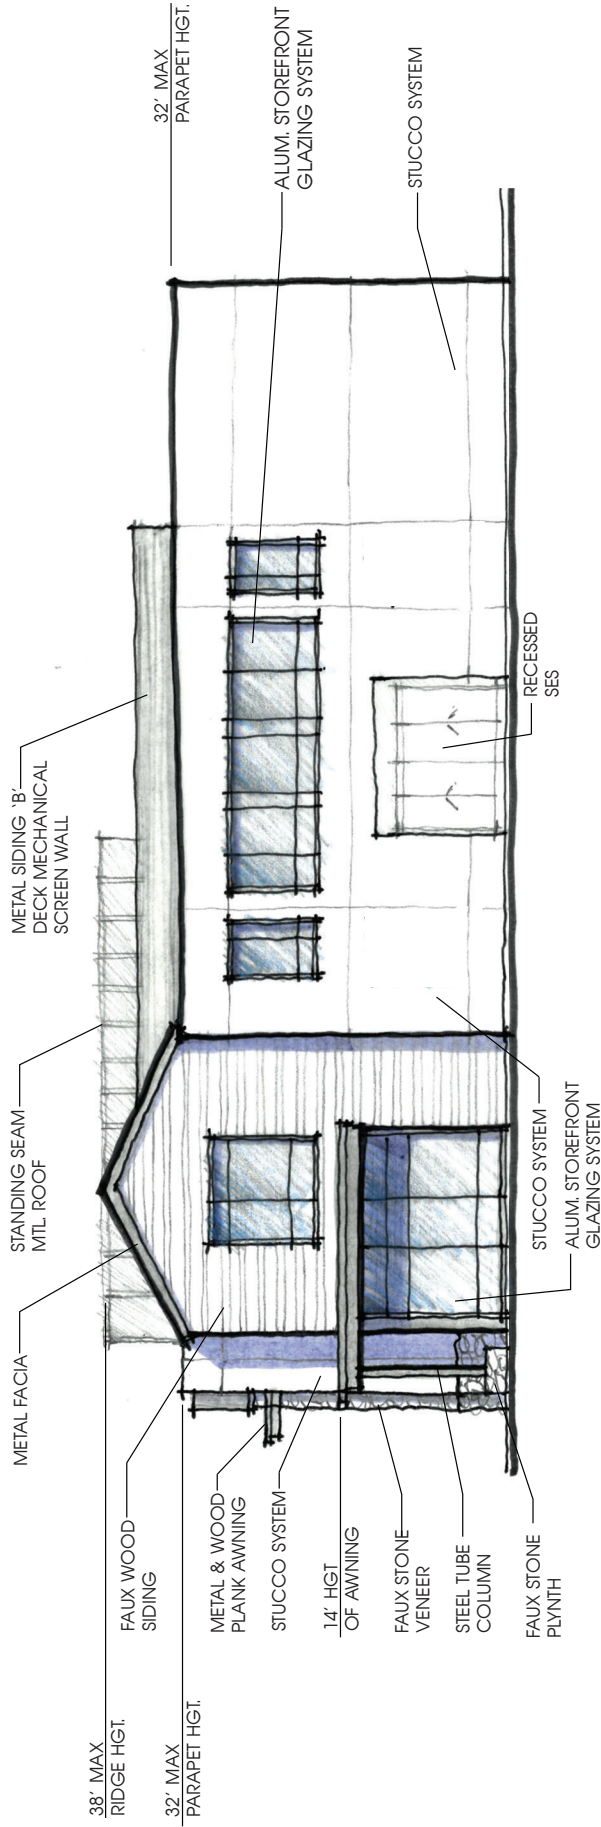 38' MAX
RIDGE HGT.
32' MAX
PARAPET HGT.
METAL FACIA
FAUX WOOD
SIDING
METAL & WOOD
PLANK AWNING
STUCCO SYSTEM
14' HGT
OF AWNING
FAUX STONE
VENEER
STEEL TUBE
COLUMN
FAUX STONE
PLYNTH
STANDING SEAM
MTL ROOF
METAL SIDING 'B'
DECK MECHANICAL
SCREEN WALL
STUCCO SYSTEM
ALUM. STOREFRONT
GLAZING SYSTEM
RECESSED
SES
32' MAX
PARAPET HGT.
ALUM. STOREFRONT
GLAZING SYSTEM
STUCCO SYSTEM